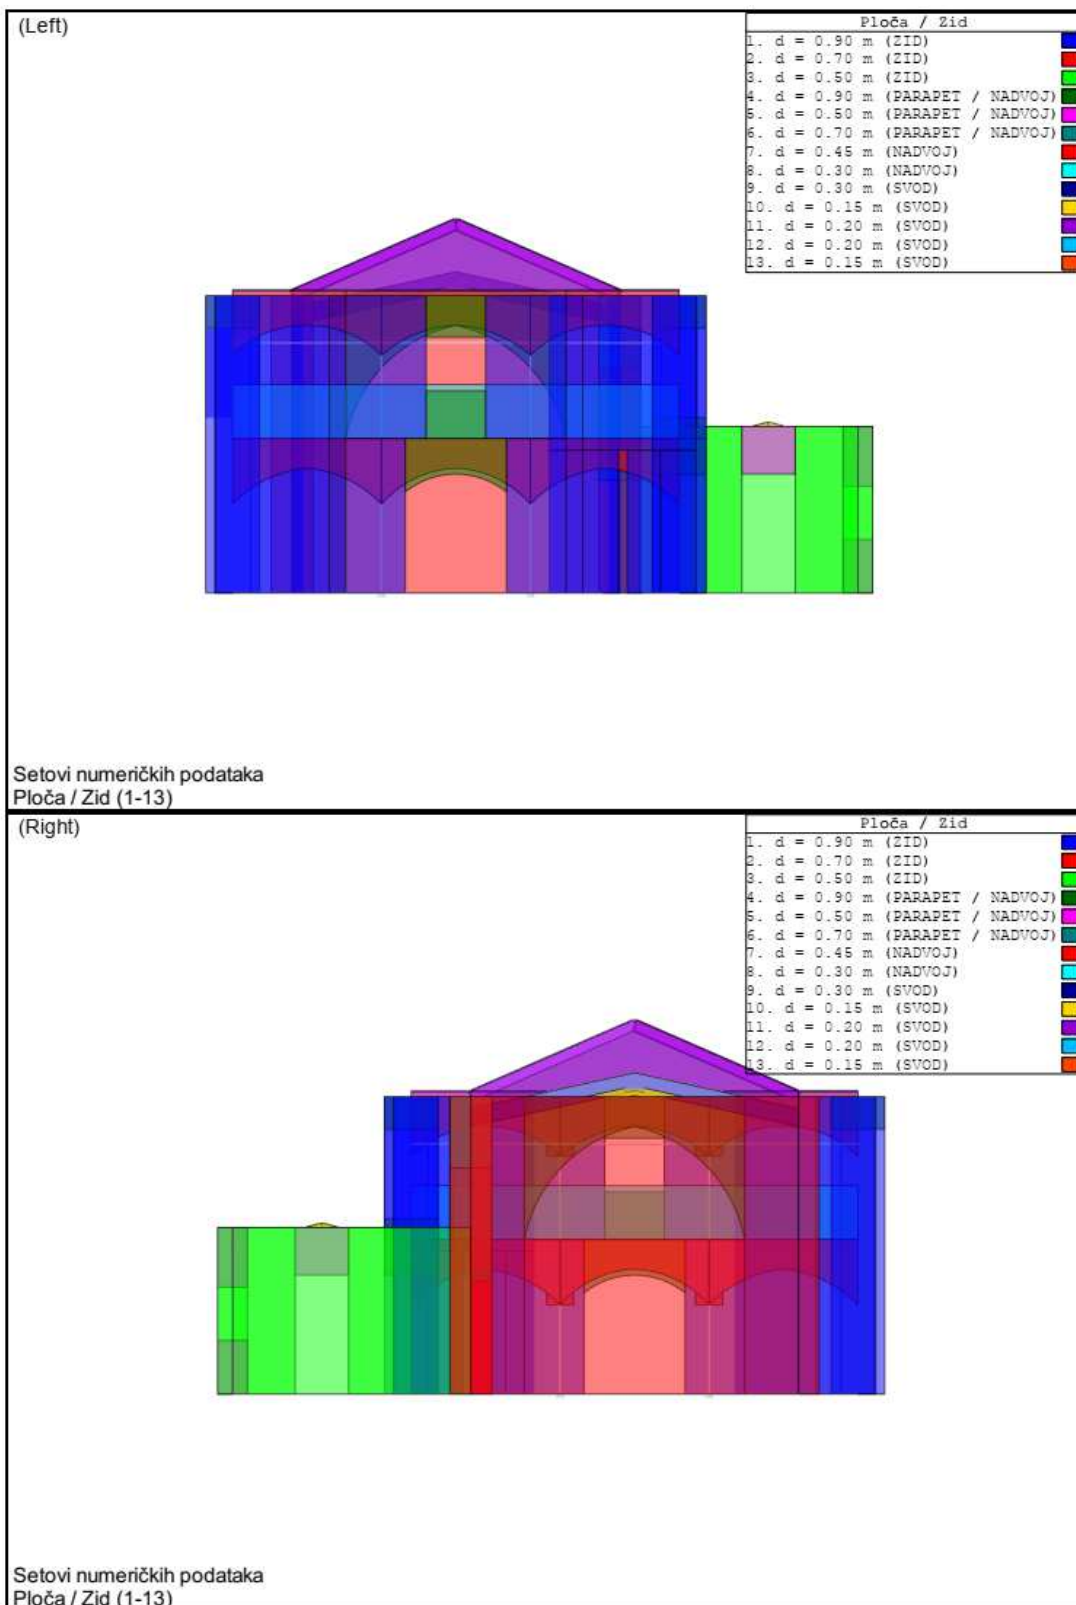 (Left)
Ploča / Zid
1. d = 0.90 m (ZID)
2. d = 0.70 m (ZID)
3. d = 0.50 m (ZID)
4. d = 0.90 m (PARAPET / NADVOJ)
5. d = 0.50 m (PARAPET / NADVOJ)
6. d = 0.70 m (PARAPET / NADVOJ)
7. d = 0.45 m (NADVOJ)
8. d = 0.30 m (NADVOJ)
9. d = 0.30 m (SVOD)
10. d = 0.15 m (SVOD)
11. d = 0.20 m (SVOD)
12. d = 0.20 m (SVOD)
13. d = 0.15 m (SVOD)
Setovi numeričkih podataka
Ploča / Zid (1-13)
(Right)
Ploča / Zid
1. d = 0.90 m (ZID)
2. d = 0.70 m (ZID)
3. d = 0.50 m (ZID)
4. d = 0.90 m (PARAPET / NADVOJ)
5. d = 0.50 m (PARAPET / NADVOJ)
6. d = 0.70 m (PARAPET / NADVOJ)
7. d = 0.45 m (NADVOJ)
8. d = 0.30 m (NADVOJ)
9. d = 0.30 m (SVOD)
10. d = 0.15 m (SVOD)
11. d = 0.20 m (SVOD)
12. d = 0.20 m (SVOD)
13. d = 0.15 m (SVOD)
Setovi numeričkih podataka
Ploča / Zid (1-13)